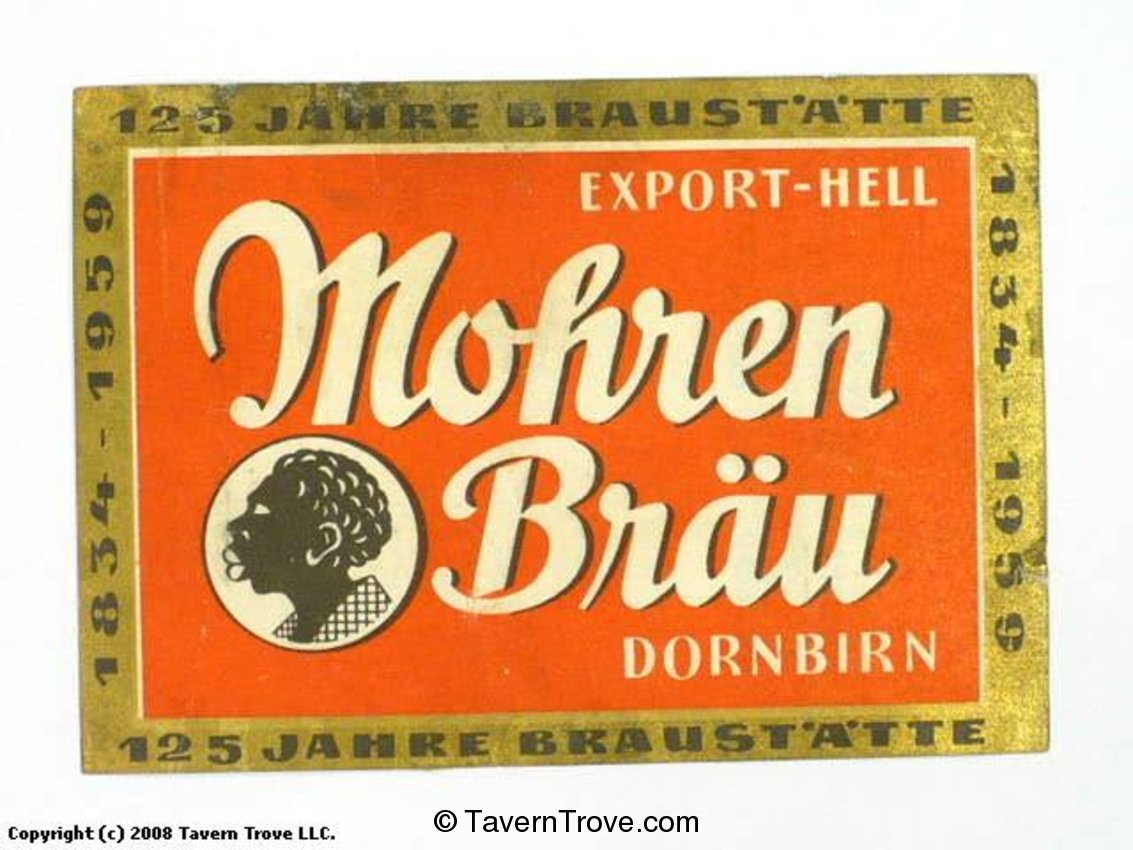 125 JAHRE BRAUSTÄTTE
EXPORT-HELL
1834-1959
1834-1959
Mohren
Bräu
DORNBIRN
125 JAHRE BRAUSTÄTTE
© TavernTrove.com
Copyright (c) 2008 Tavern Trove LLC.